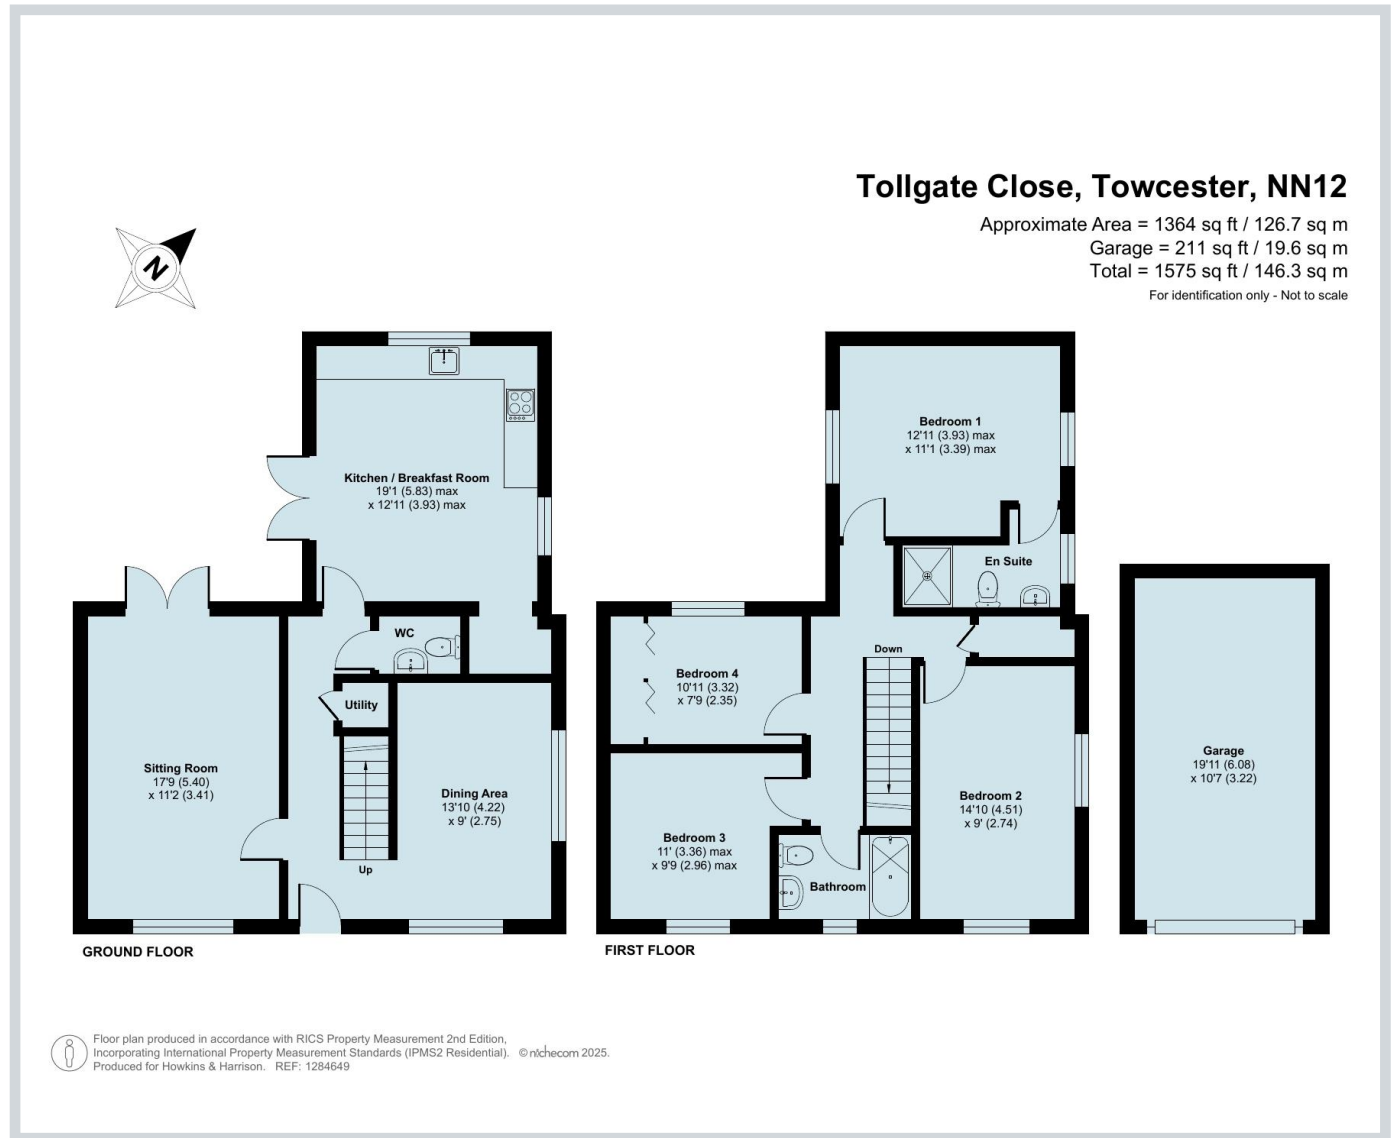 Tollgate Close, Towcester, NN12
Approximate Area = 1364 sq ft / 126.7 sq m
Garage = 211 sq ft / 19.6 sq m
Total = 1575 sq ft / 146.3 sq m
For identification only - Not to scale
N
Kitchen / Breakfast Room
19'1 (5.83) max
x 12'11 (3.93) max
WC
Utility
Sitting Room
17'9 (5.40)
x 11'2 (3.41)
Dining Area
13'10 (4.22)
x 9' (2.75)
Up
GROUND FLOOR
Bedroom 1
12'11 (3.93) max
x 11'1 (3.39) max
En Suite
Down
Bedroom 4
10'11 (3.32)
x 7'9 (2.35)
Bedroom 3
11' (3.36) max
x 9'9 (2.96) max
Bedroom 2
14'10 (4.51)
x 9' (2.74)
Bathroom
FIRST FLOOR
Garage
19'11 (6.08)
x 10'7 (3.22)
Floor plan produced in accordance with RICS Property Measurement 2nd Edition,
Incorporating International Property Measurement Standards (IPMS2 Residential). © nichecom 2025.
Produced for Howkins & Harrison. REF: 1284649